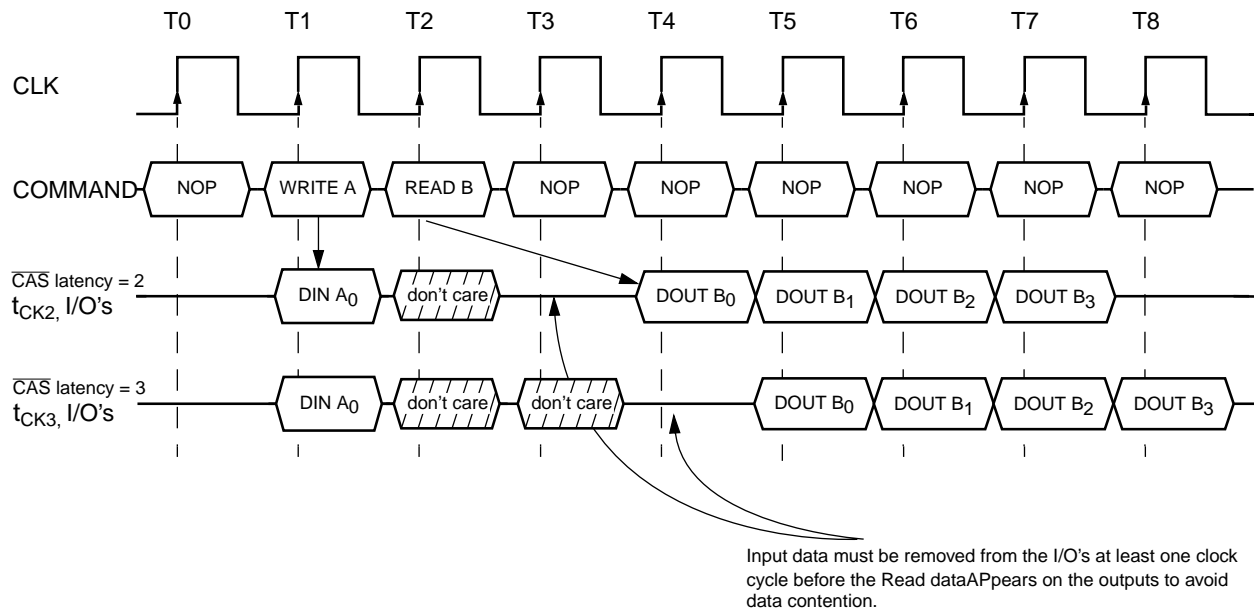 T0 T1 T2 T3 T4 T5 T6 T7 T8
CLK
COMMAND NOP WRITE A READ B NOP NOP NOP NOP NOP NOP
CAS latency = 2
tCK2, I/O's DIN A0 don't care DOUT B0 DOUT B1 DOUT B2 DOUT B3
CAS latency = 3
tCK3, I/O's DIN A0 don't care don't care DOUT B0 DOUT B1 DOUT B2 DOUT B3
Input data must be removed from the I/O's at least one clock
cycle before the Read dataAPpears on the outputs to avoid
data contention.